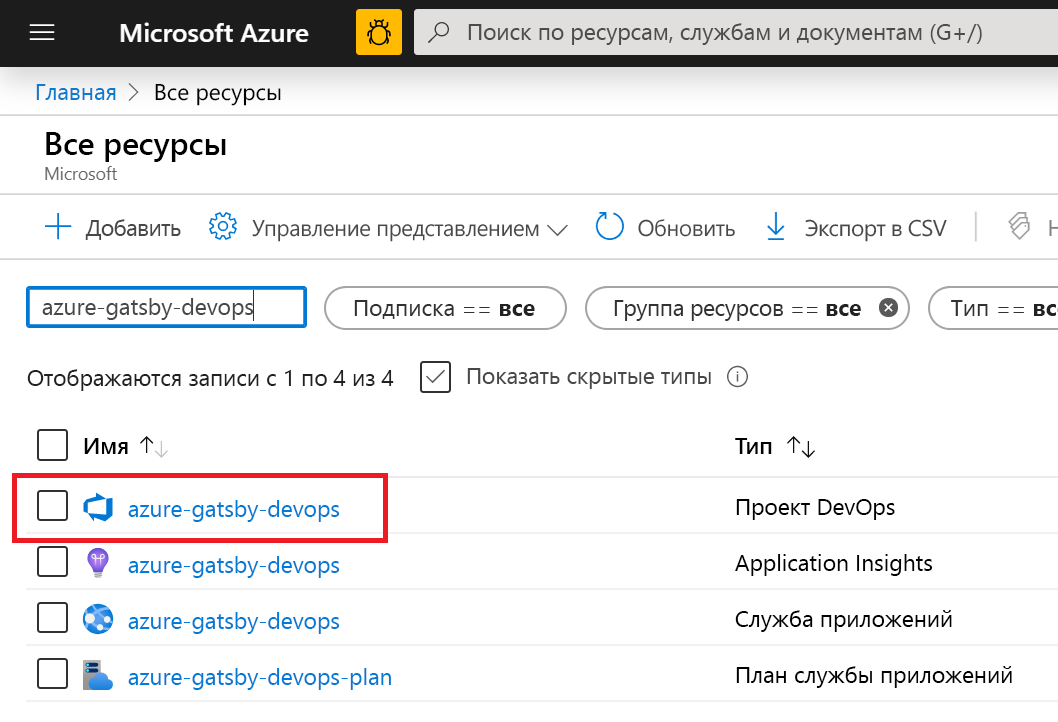 Microsoft Azure Поиск по ресурсам, службам и документам (G+/)
Главная > Все ресурсы
Все ресурсы
Microsoft
Добавить Управление представлением Обновить Экспорт в CSV
azure-gatsby-devops Подписка == все Группа ресурсов == все Тип ==
Отображаются записи с 1 по 4 из 4 Показать скрытые типы
Имя ↑↓ Тип ↑↓
azure-gatsby-devops Проект DevOps
azure-gatsby-devops Application Insights
azure-gatsby-devops Служба приложений
azure-gatsby-devops-plan План службы приложений